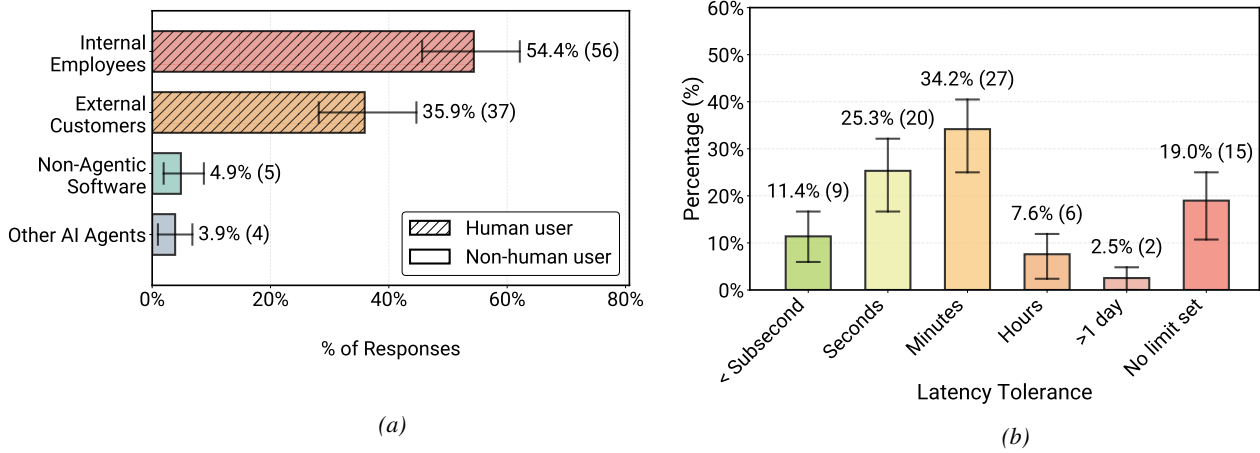 Internal
Employees
54.4% (56)
External
Customers
35.9% (37)
Non-Agentic
Software
4.9% (5)
Other AI Agents
3.9% (4)
Human user
Non-human user
0%
20%
40%
60%
80%
% of Responses
(a)
60%
50%
40%
30%
20%
10%
0%
Percentage (%)
11.4% (9)
25.3% (20)
34.2% (27)
7.6% (6)
2.5% (2)
19.0% (15)
< Subsecond
Seconds
Minutes
Hours
>1 day
No limit set
Latency Tolerance
(b)